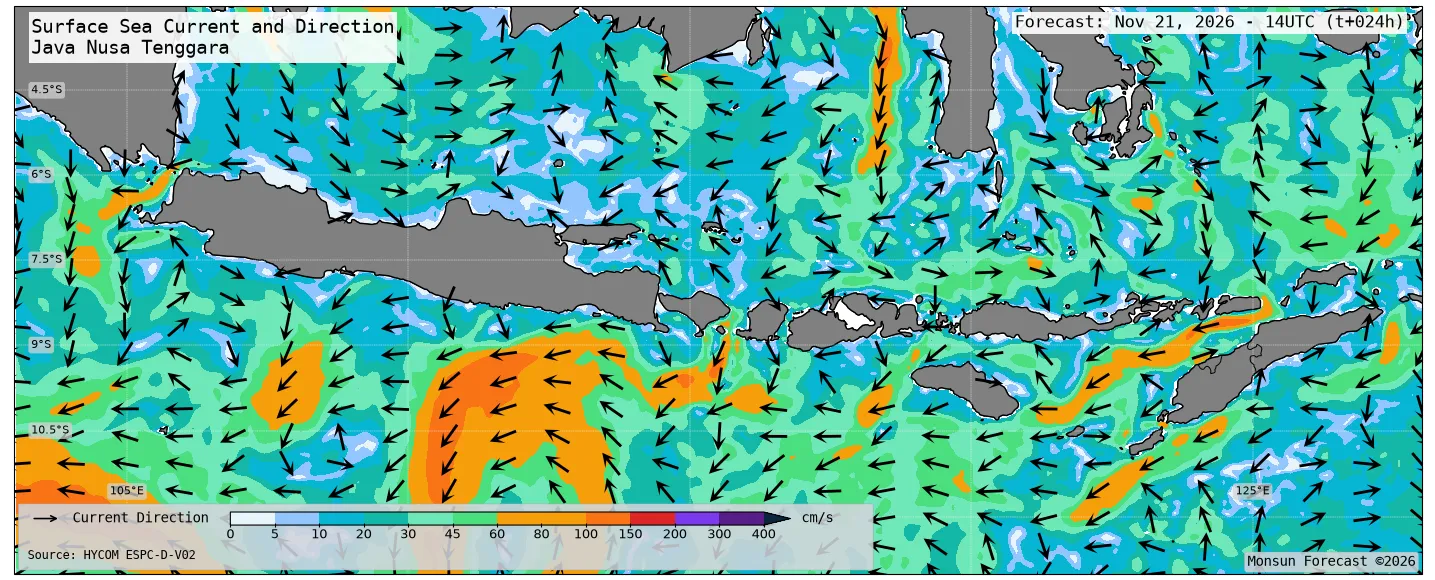 Surface Sea Current and Direction
Java Nusa Tenggara
Forecast: Nov 21, 2026 - 14UTC (t+024h)
4.5°S
6°S
7.5°S
9°S
10.5°S
105°E
125°E
Current Direction
0 5 10 20 30 45 60 80 100 150 200 300 400 cm/s
Source: HYCOM ESPC-D-V02
Monsun Forecast ©2026